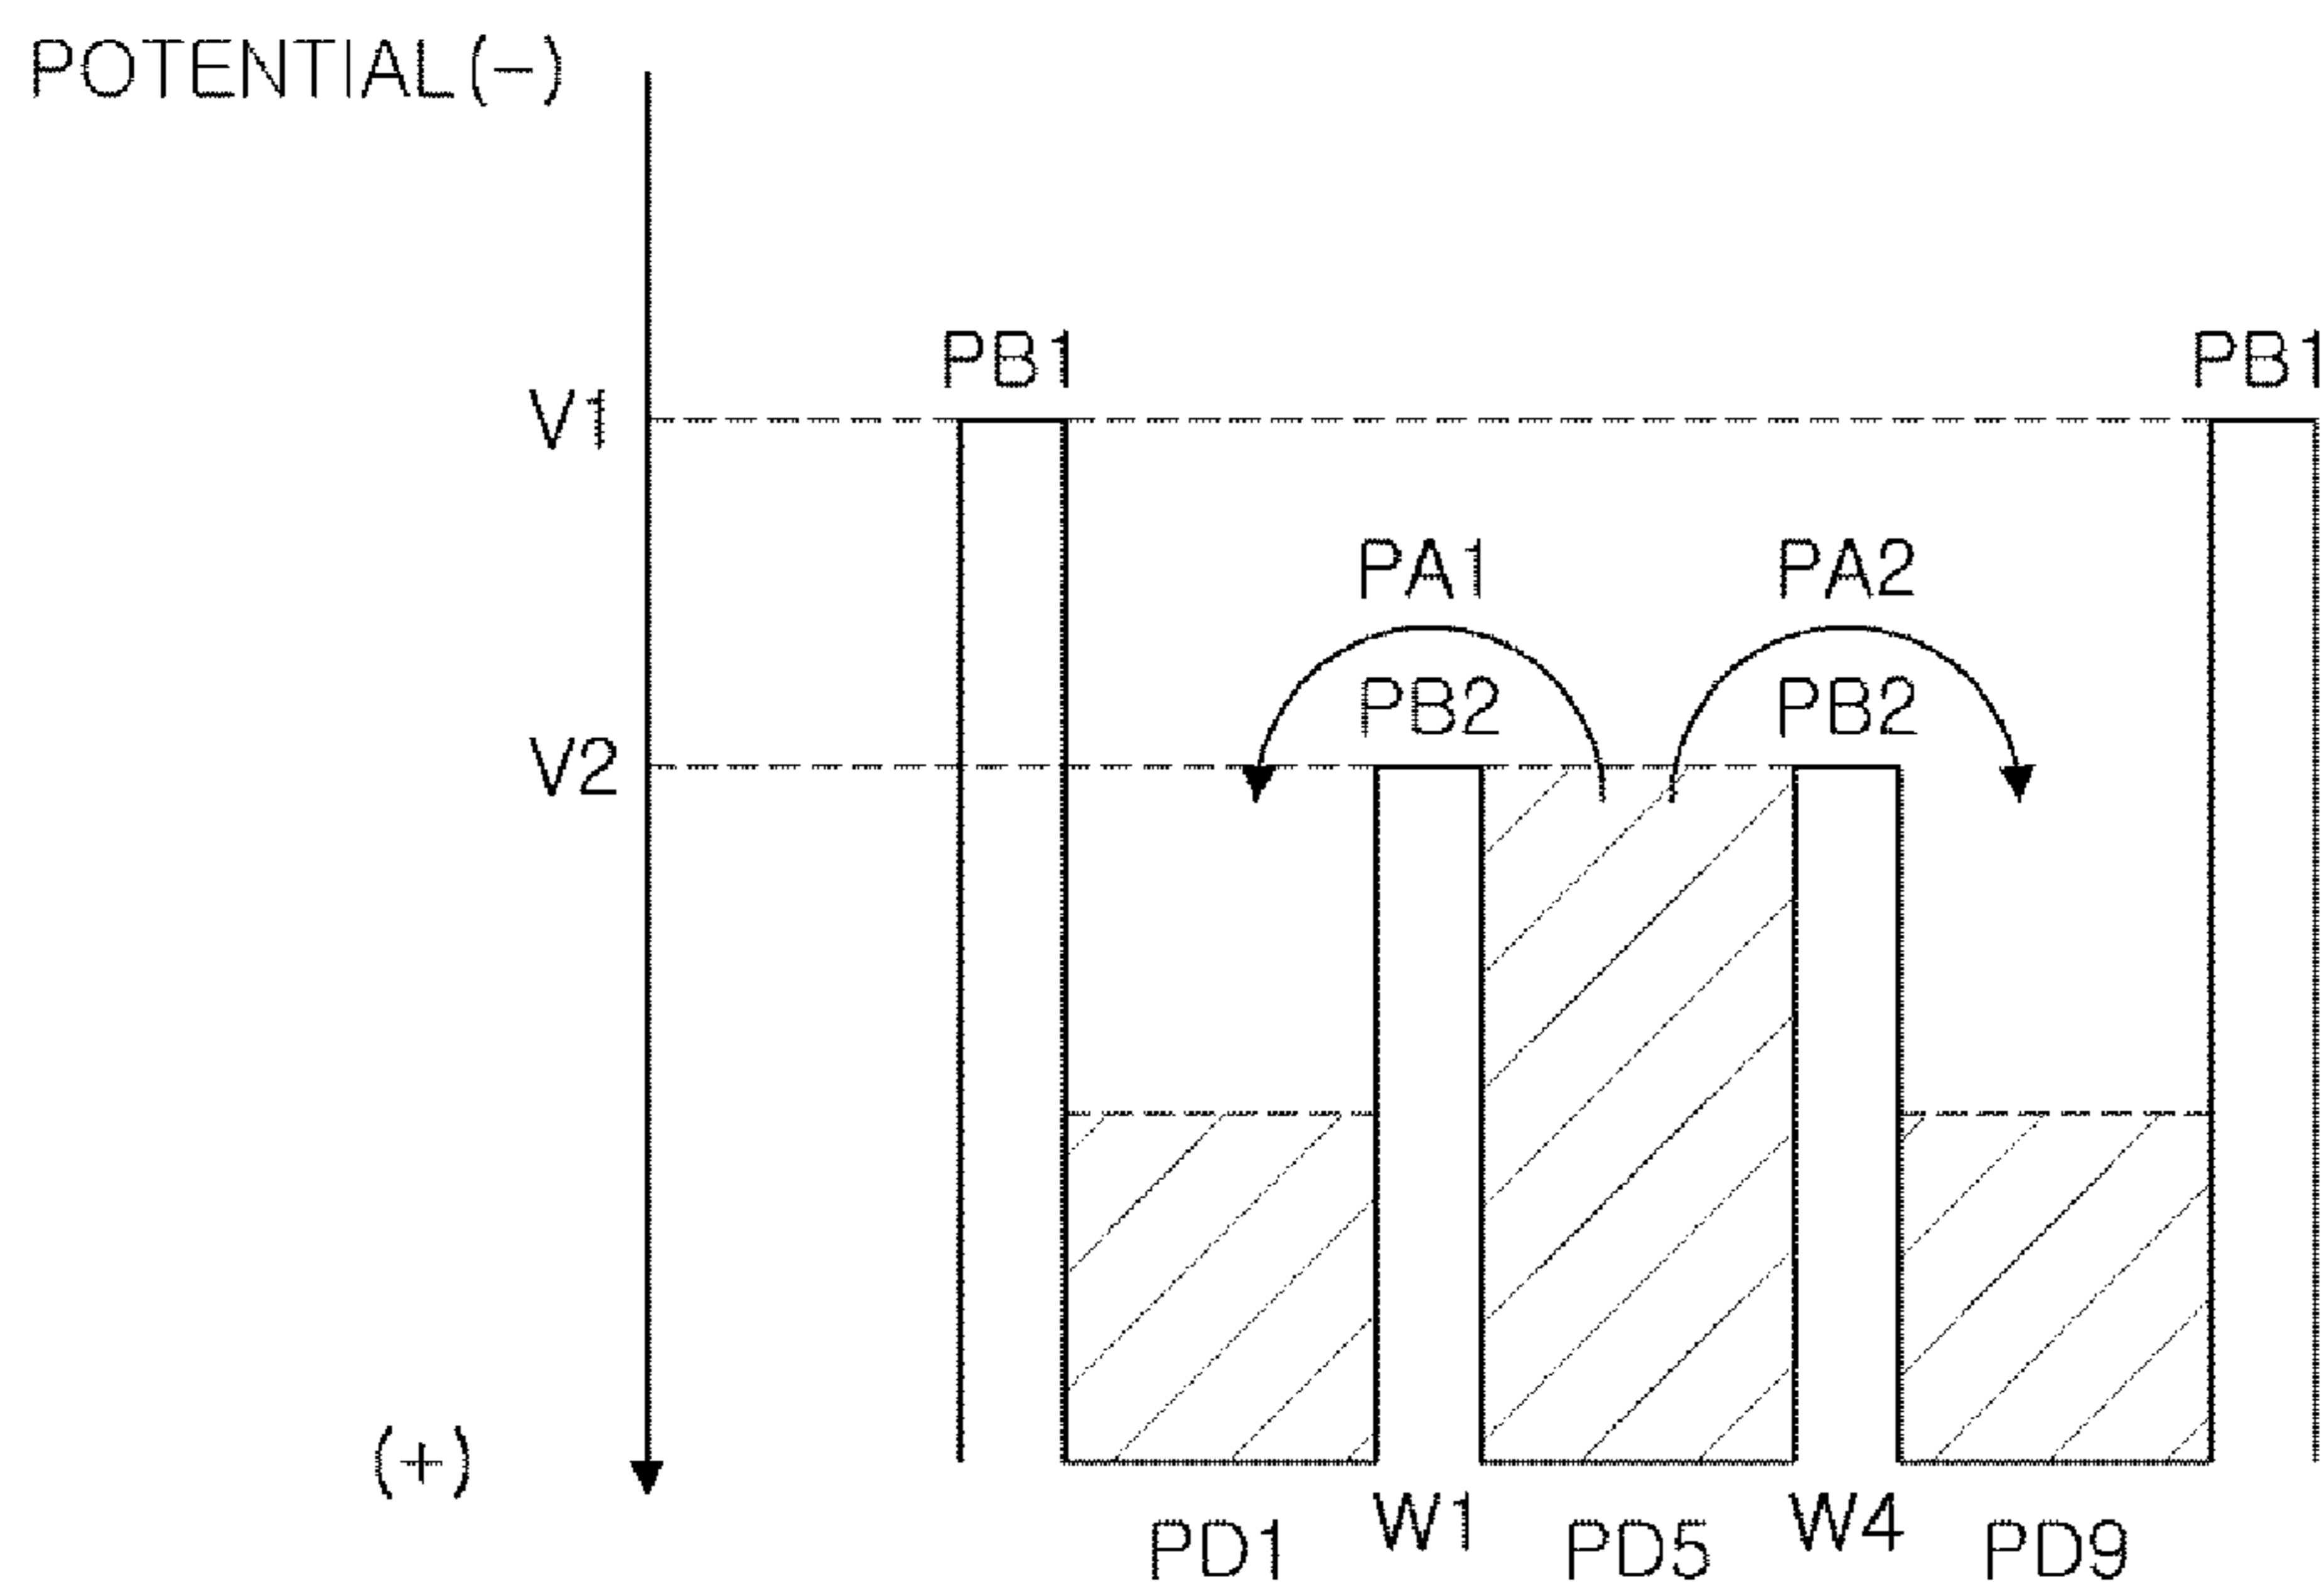 POTENTIAL(-)
PB1 PB1
V1
PA1 PA2
PB2 PB2
V2
(+)
W1 W4
PD1 PD5 PD9